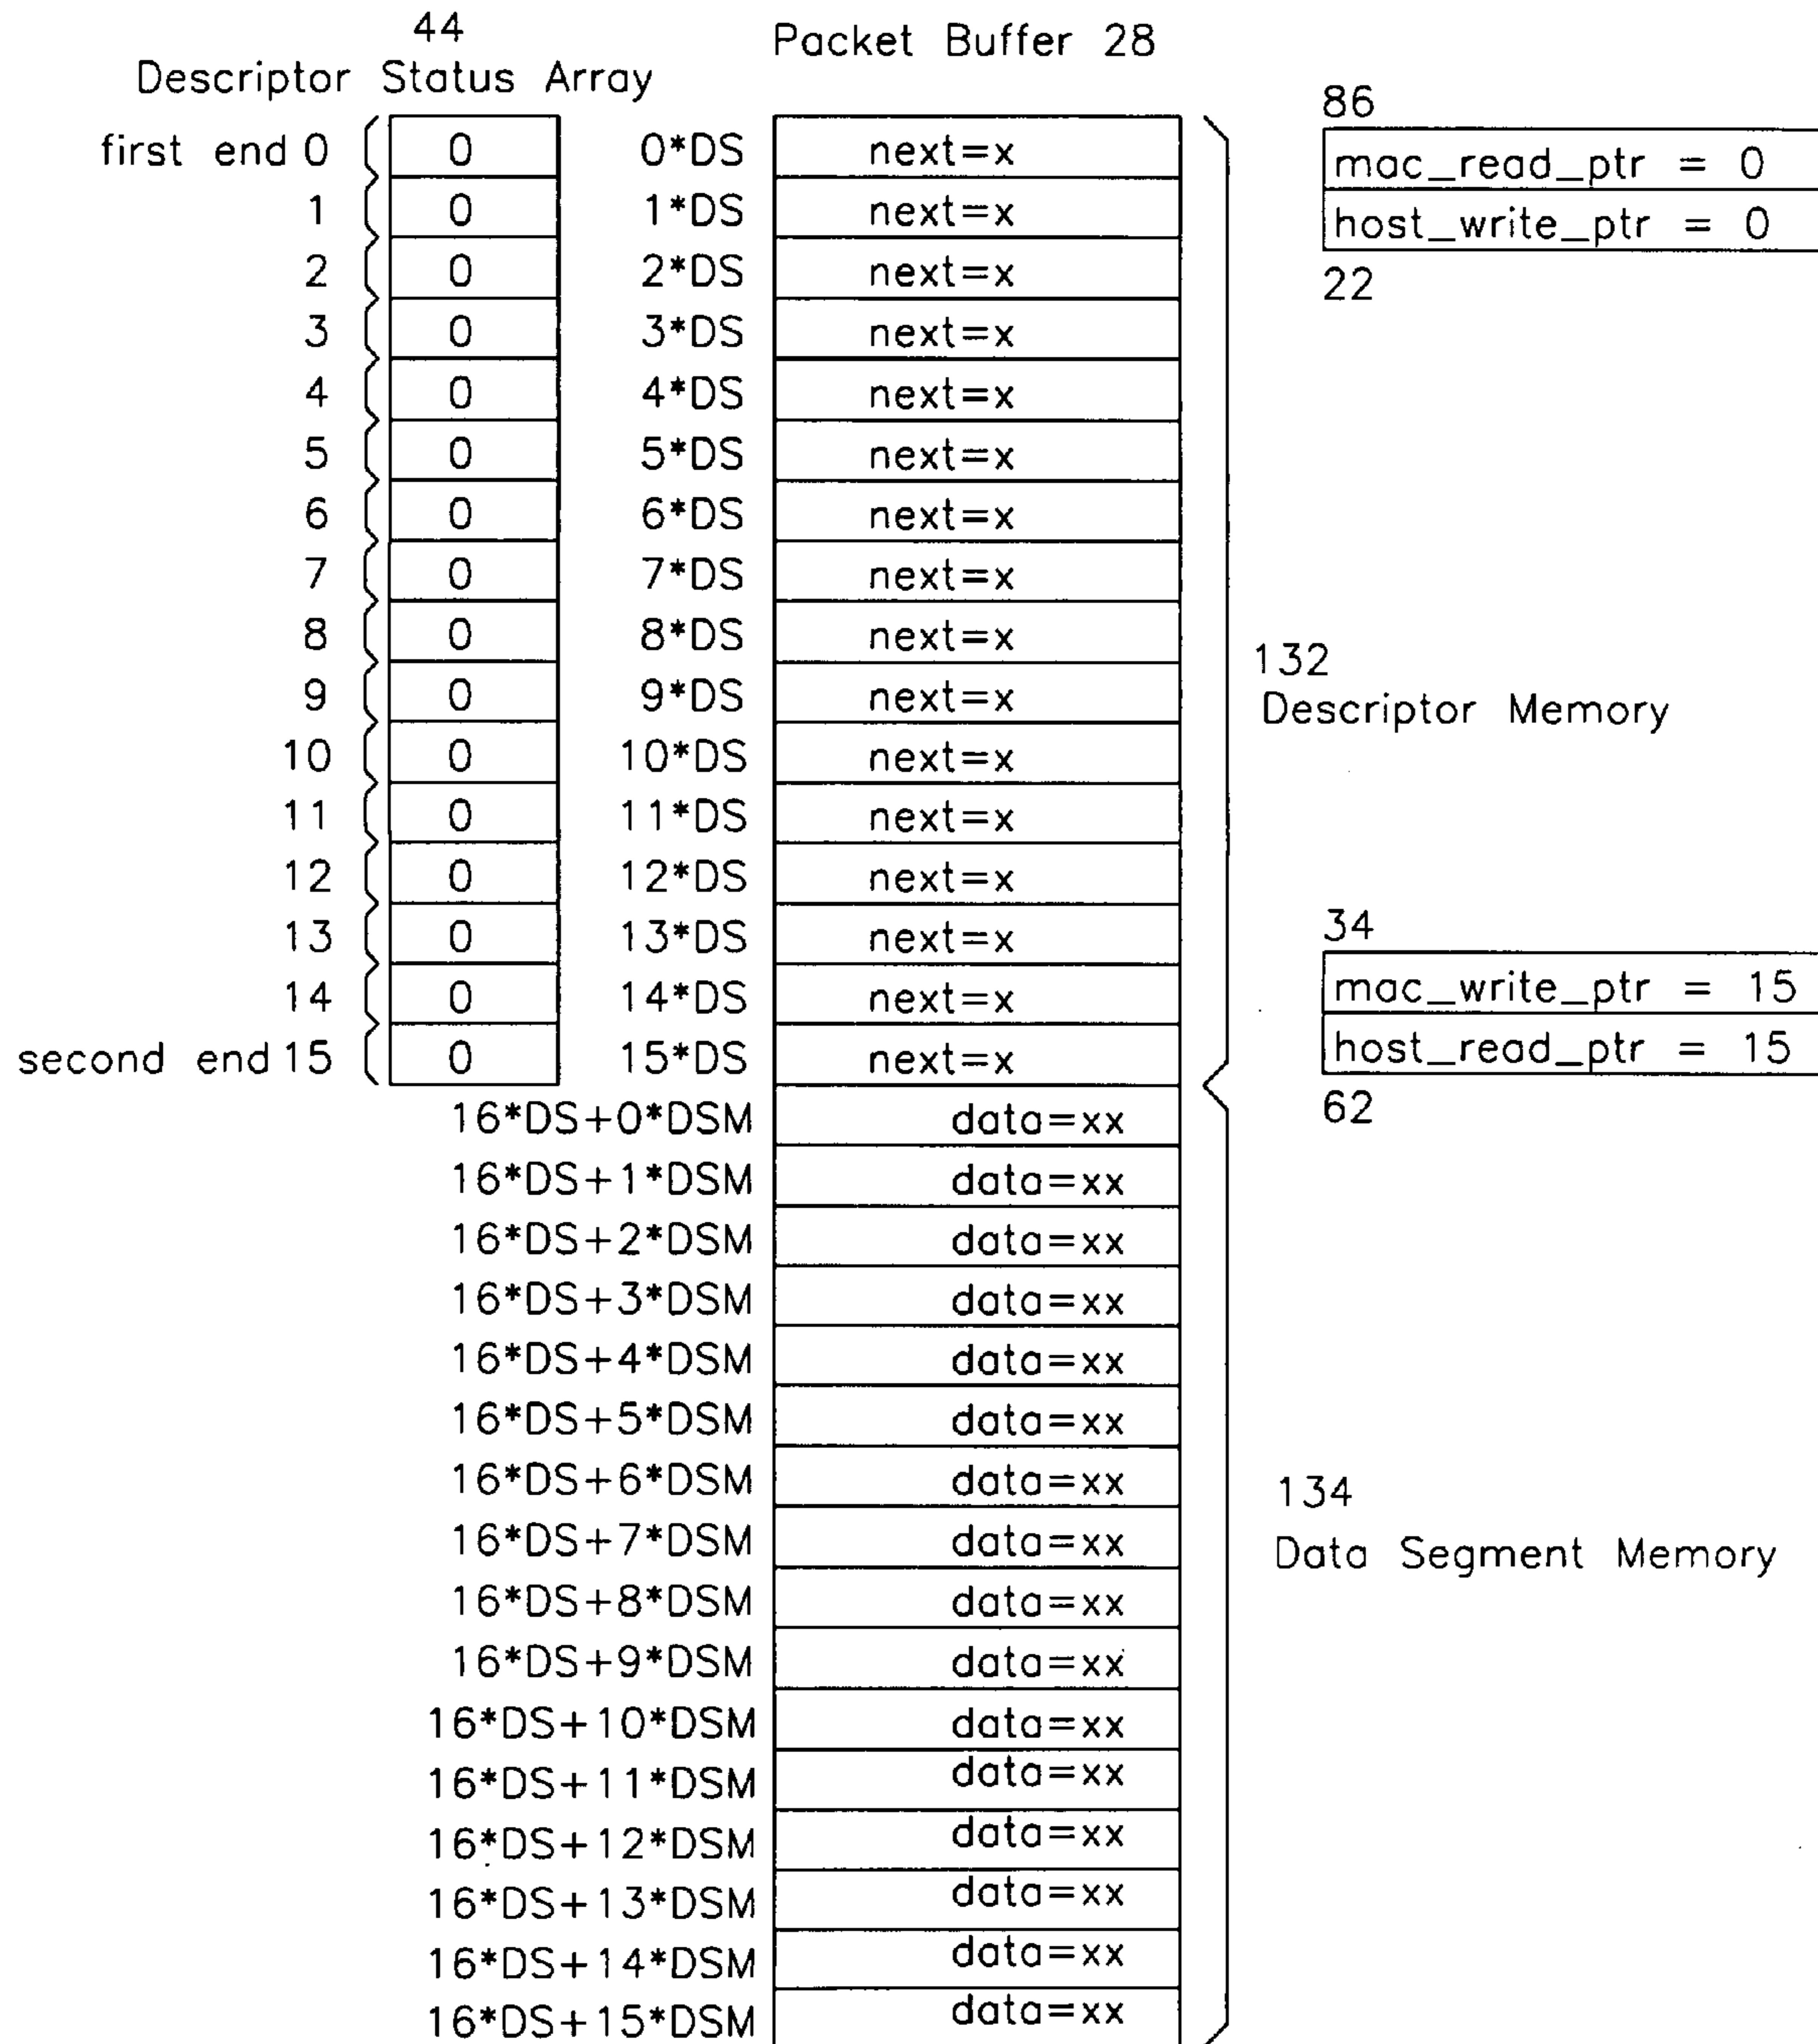 44
Descriptor Status Array
Packet Buffer 28
first end 0 0 0*DS next=x
1 0 1*DS next=x
2 0 2*DS next=x
3 0 3*DS next=x
4 0 4*DS next=x
5 0 5*DS next=x
6 0 6*DS next=x
7 0 7*DS next=x
8 0 8*DS next=x
9 0 9*DS next=x
10 0 10*DS next=x
11 0 11*DS next=x
12 0 12*DS next=x
13 0 13*DS next=x
14 0 14*DS next=x
second end 15 0 15*DS next=x
16*DS+0*DSM data=xx
16*DS+1*DSM data=xx
16*DS+2*DSM data=xx
16*DS+3*DSM data=xx
16*DS+4*DSM data=xx
16*DS+5*DSM data=xx
16*DS+6*DSM data=xx
16*DS+7*DSM data=xx
16*DS+8*DSM data=xx
16*DS+9*DSM data=xx
16*DS+10*DSM data=xx
16*DS+11*DSM data=xx
16*DS+12*DSM data=xx
16*DS+13*DSM data=xx
16*DS+14*DSM data=xx
16*DS+15*DSM data=xx
86
mac_read_ptr = 0
host_write_ptr = 0
22
132
Descriptor Memory
34
mac_write_ptr = 15
host_read_ptr = 15
62
134
Data Segment Memory